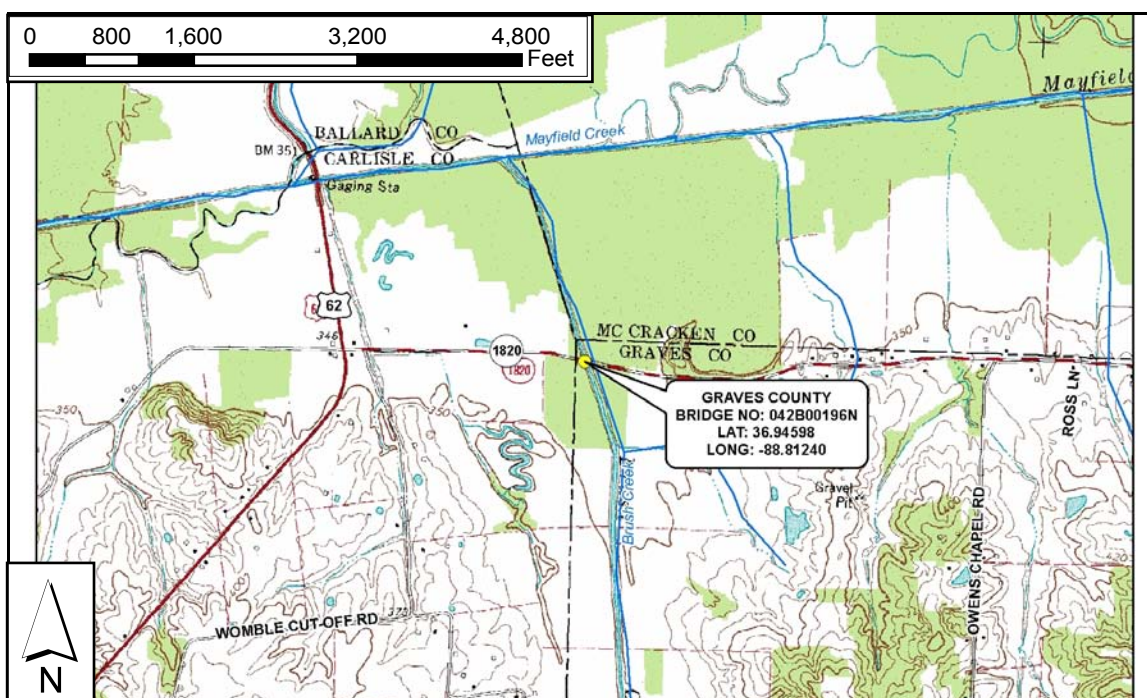 0 800 1,600 3,200 4,800
Feet
Mayfield
BALLARD CO
Mayfield Creek
BM 351
CARLISLE CO
Gaging Sta
62
346
1820
1820
MC CRACKEN CO
350
GRAVES CO
GRAVES COUNTY
BRIDGE NO: 042B00196N
LAT: 36.94598
LONG: -88.81240
ROSS LN
350
350
Brush Creek
Gravel
Pit
OWENS CHAPEL RD
375
WOMBLE CUT-OFF RD
N